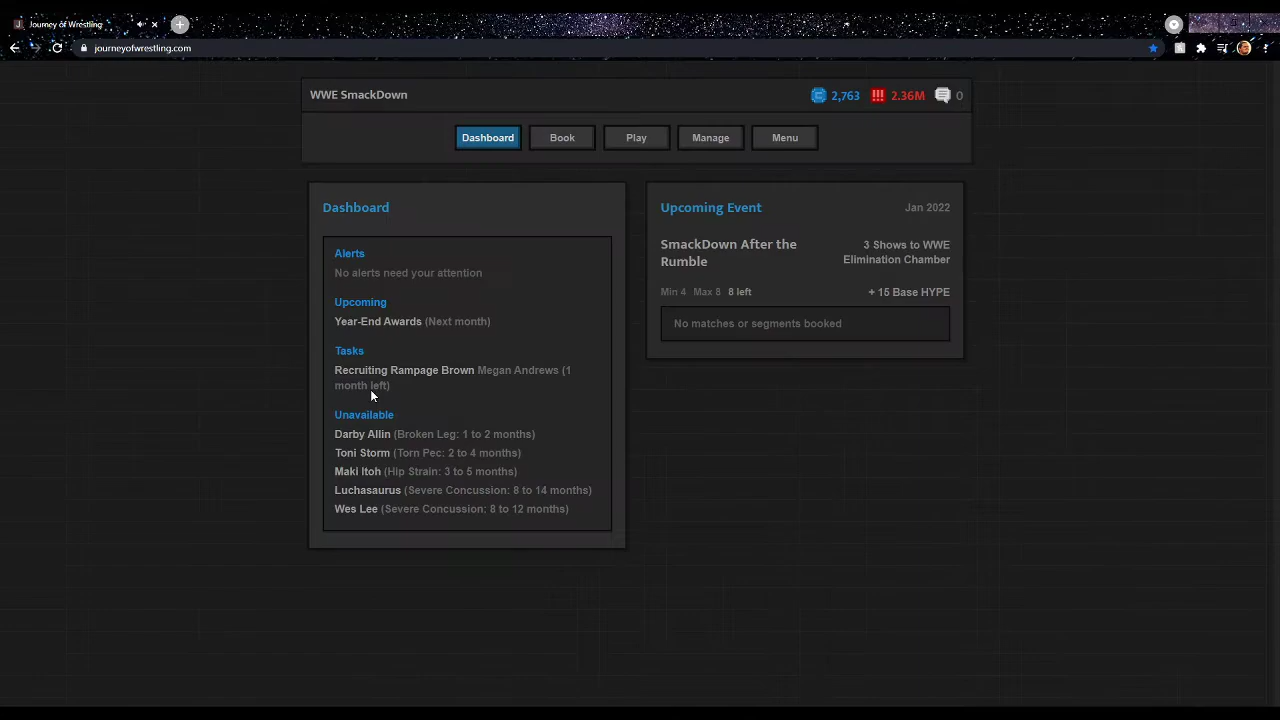 Journey of Wrestling
journeyofwrestling.com
WWE SmackDown
2,763
2.36M
0
Dashboard
Book
Play
Manage
Menu
Dashboard
Alerts
No alerts need your attention
Upcoming
Year-End Awards (Next month)
Tasks
Recruiting Rampage Brown Megan Andrews (1
month left)
Unavailable
Darby Allin (Broken Leg: 1 to 2 months)
Toni Storm (Torn Pec: 2 to 4 months)
Maki Itoh (Hip Strain: 3 to 5 months)
Luchasaurus (Severe Concussion: 8 to 14 months)
Wes Lee (Severe Concussion: 8 to 12 months)
Upcoming Event
Jan 2022
SmackDown After the
Rumble
3 Shows to WWE
Elimination Chamber
Min 4 Max 8 8 left
+ 15 Base HYPE
No matches or segments booked